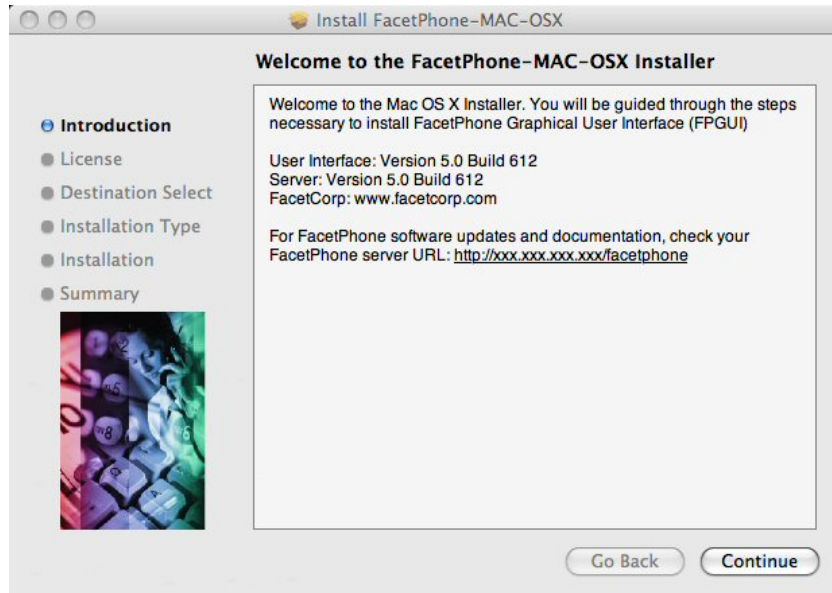 Install FacetPhone-MAC-OSX
Welcome to the FacetPhone-MAC-OSX Installer
Introduction
License
Destination Select
Installation Type
Installation
Summary
Welcome to the Mac OS X Installer. You will be guided through the steps
necessary to install FacetPhone Graphical User Interface (FPGUI)
User Interface: Version 5.0 Build 612
Server: Version 5.0 Build 612
FacetCorp: www.facetcorp.com
For FacetPhone software updates and documentation, check your
FacetPhone server URL: http://xxx.xxx.xxx.xxx/facetphone
Go Back
Continue